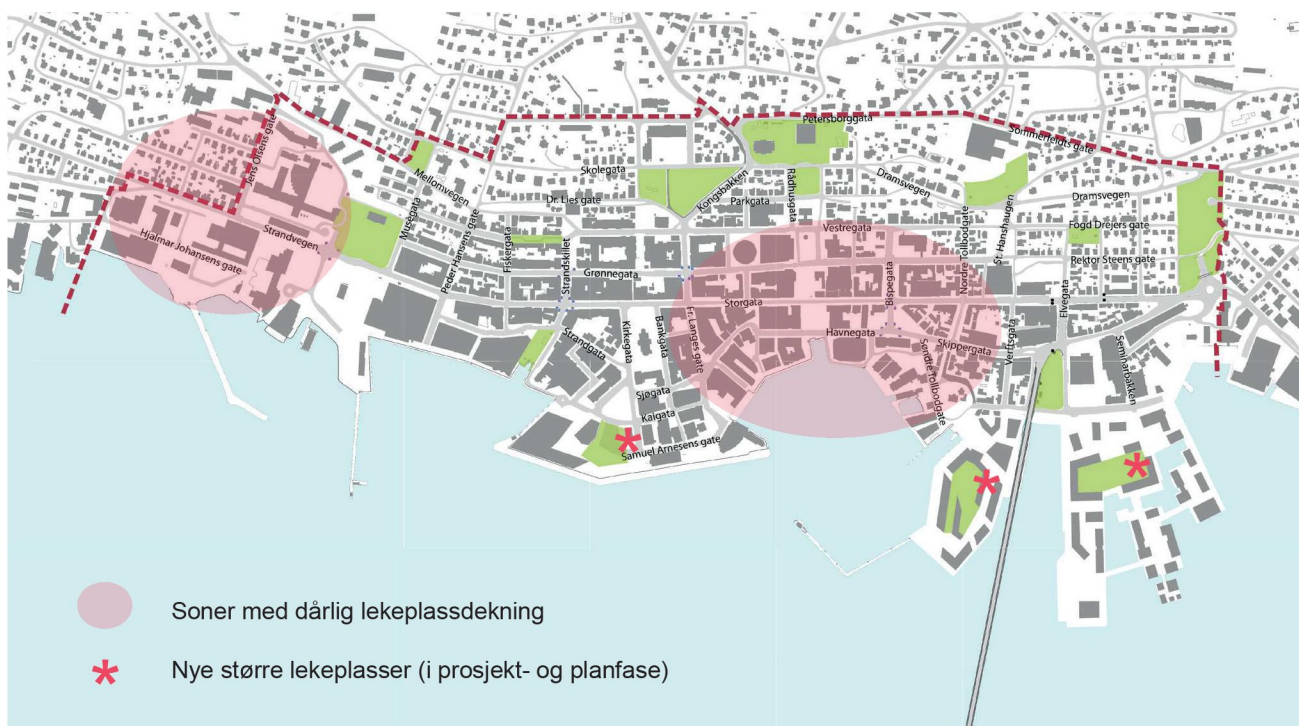 Petersborggata
Sommerfeldts gate
Jens Olsens gate
Skolegata
Mellomvegen
Kongsbakken
Rådhusgata
Dramsvegen
Dramsvegen
Dr. Lies gate
Parkgata
Musegata
Strandvegen
Hjalmar Johansens gate
Peder Hansens gate
Fiskergata
Strandskillet
Vestregata
Nordre Tollbodgate
St. Hanshaugen
Fogd Drejers gate
Grønnegata
Bispegata
Rektor Steens gate
Storgata
Elvegata
Strandgata
Kirkegata
Bankgata
Fr. Langes gate
Havnegata
Skippergata
Søndre Tollbodgate
Verftsgata
Seminarbakken
Sjøgata
Kaigata
Samuel Arnesens gate
Soner med dårlig lekeplassdekning
Nye større lekeplasser (i prosjekt- og planfase)